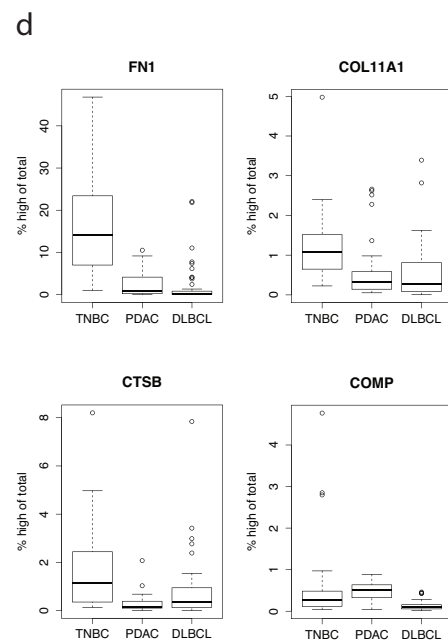 d
FN1
% high of total
40
30
20
10
0
TNBC PDAC DLBCL
COL11A1
% high of total
5
4
3
2
1
0
TNBC PDAC DLBCL
CTSB
% high of total
8
6
4
2
0
TNBC PDAC DLBCL
COMP
% high of total
4
3
2
1
0
TNBC PDAC DLBCL